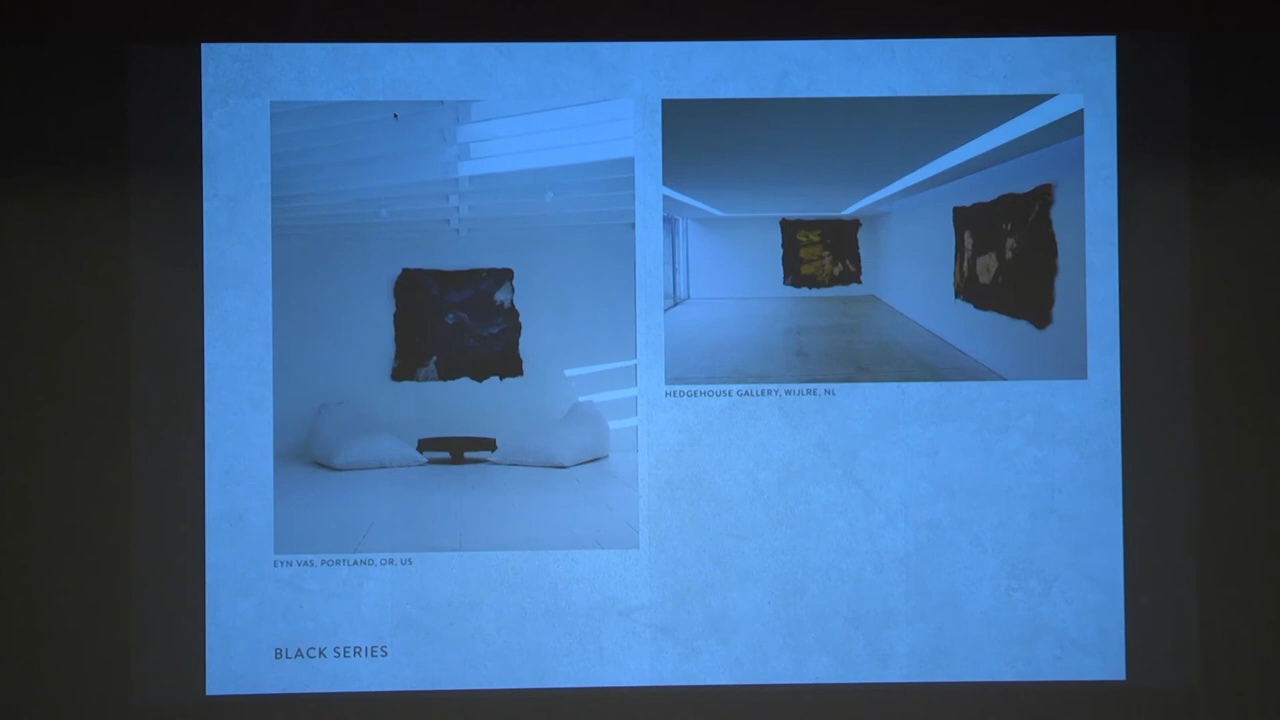 HEDGEHOUSE GALLERY, WIJLRE, NL
EYN VAS, PORTLAND, OR, US
BLACK SERIES